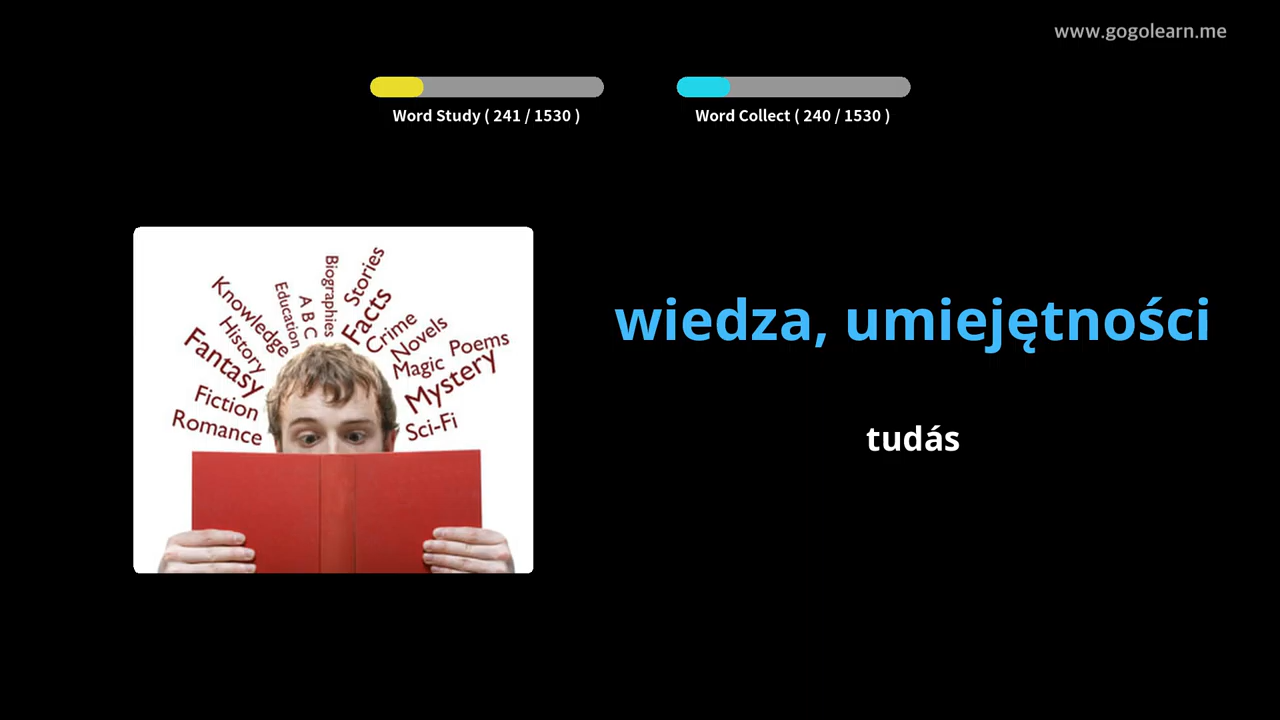 www.gogolearn.me
Word Study ( 241 / 1530 )
Word Collect ( 240 / 1530 )
Stories
Biographies
Facts
A B C
Education
Knowledge
Crime
History
Novels
Poems
Fantasy
Magic
Mystery
Fiction
Sci-Fi
Romance
wiedza, umiejętności
tudás